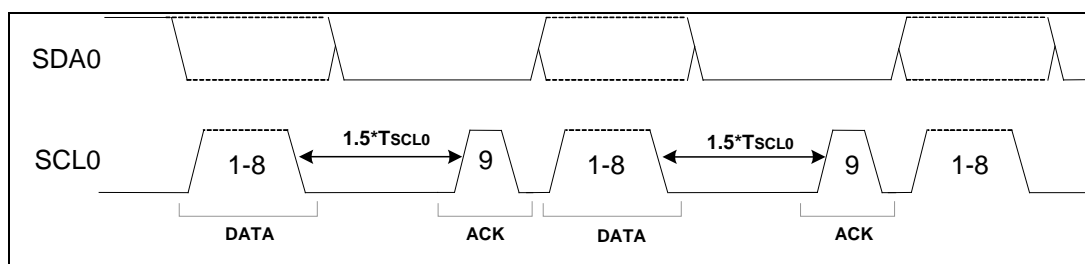 SDA0
1.5*TSCL0 1.5*TSCL0
SCL0 1-8 9 1-8 9 1-8
DATA ACK DATA ACK